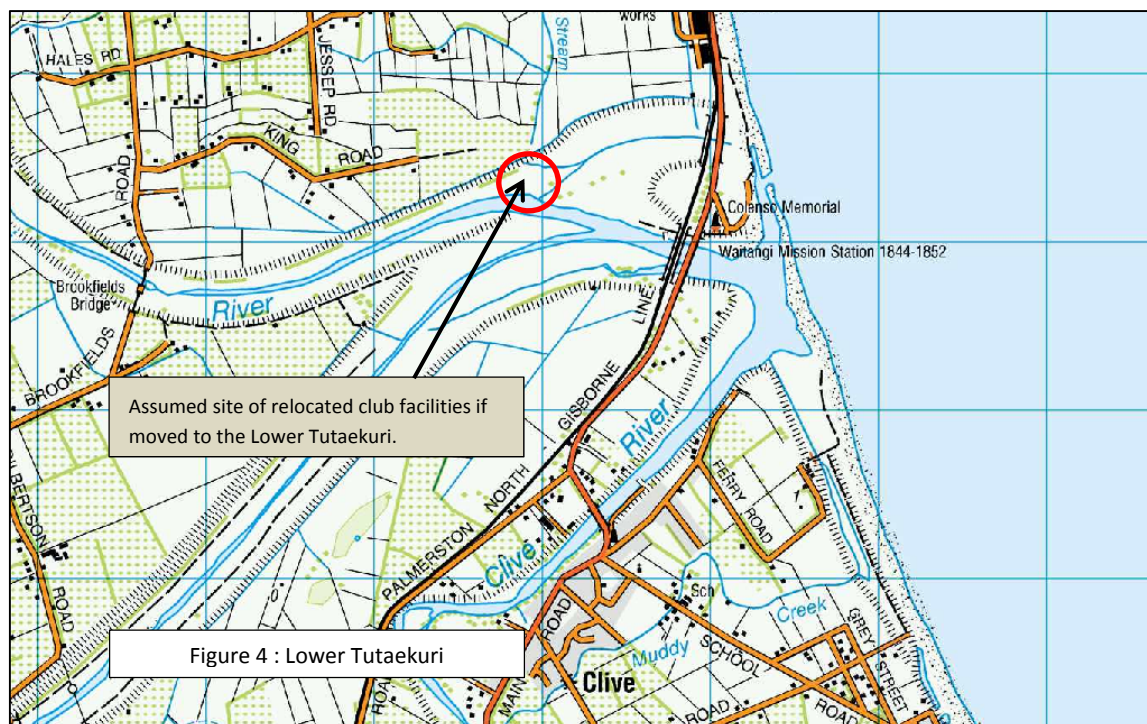 works
HALES RD
JESSEP RD
Stream
KING ROAD
ROAD
Colenso Memorial
Waitangi Mission Station 1844-1852
Brookfields
Bridge
River
BROOKFIELDS
LINE
Assumed site of relocated club facilities if
moved to the Lower Tutaekuri.
GISBORNE
River
FERRY
ROAD
NORTH
PALMERSTON
Clive
BERTSON
ROAD
Sch
Creek
Figure 4 : Lower Tutaekuri
ROAD
MAIN
Muddy
SCHOOL
GREY
STREET
Clive
ROAD
ROAD